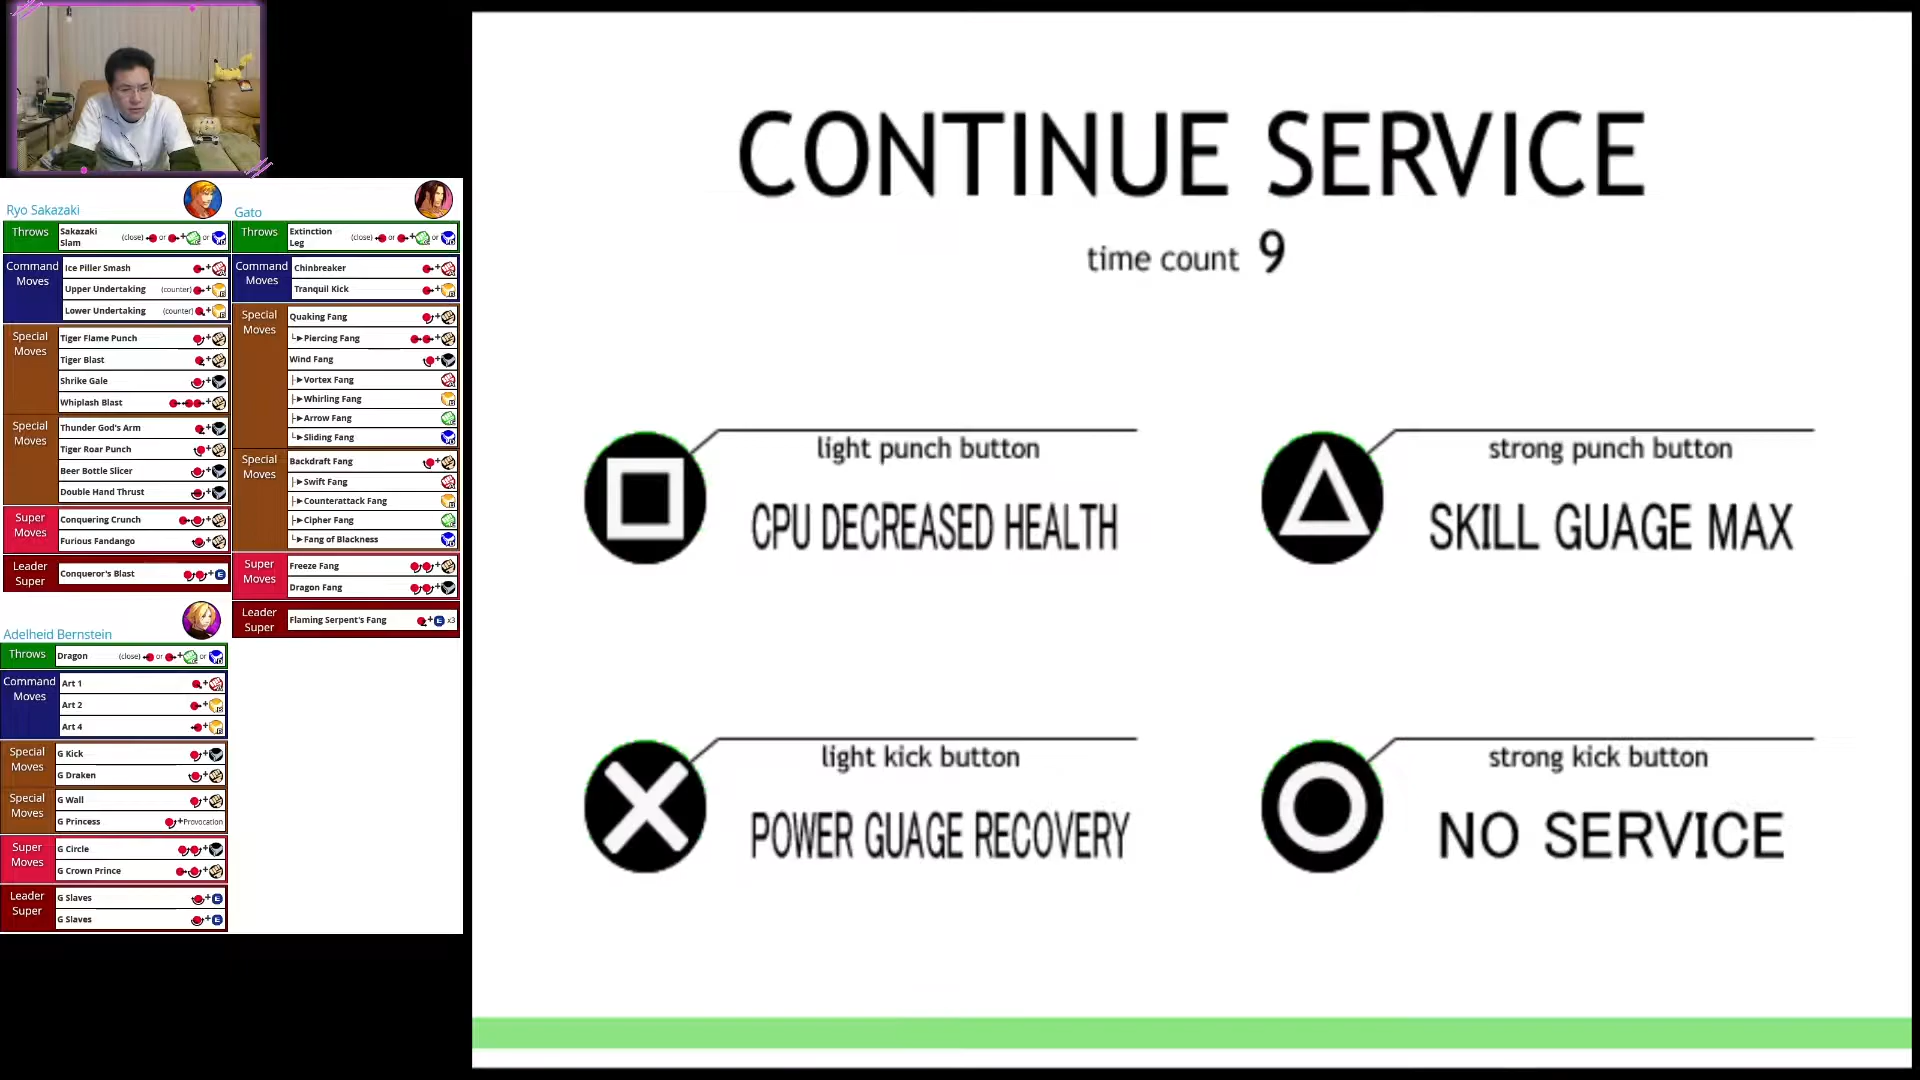 CONTINUE SERVICE
time count 9
light punch button
CPU DECREASED HEALTH
strong punch button
SKILL GUAGE MAX
light kick button
POWER GUAGE RECOVERY
strong kick button
NO SERVICE
Ryo Sakazaki
Throws
Sakazaki Slam (close) or + or
Command Moves
Ice Piller Smash +
Upper Undertaking (counter) +
Lower Undertaking (counter) +
Special Moves
Tiger Flame Punch +
Tiger Blast +
Shrike Gale +
Whiplash Blast +
Special Moves
Thunder God's Arm +
Tiger Roar Punch +
Beer Bottle Slicer +
Double Hand Thrust +
Super Moves
Conquering Crunch +
Furious Fandango +
Leader Super
Conqueror's Blast + E
Gato
Throws
Extinction Leg (close) or + or
Command Moves
Chinbreaker +
Tranquil Kick +
Special Moves
Quaking Fang +
Piercing Fang +
Wind Fang +
Vortex Fang
Whirling Fang
Arrow Fang
Sliding Fang
Special Moves
Backdraft Fang +
Swift Fang
Counterattack Fang
Cipher Fang
Fang of Blackness
Super Moves
Freeze Fang +
Dragon Fang +
Leader Super
Flaming Serpent's Fang + E x3
Adelheid Bernstein
Throws
Dragon (close) or + or
Command Moves
Art 1 +
Art 2 +
Art 4 +
Special Moves
G Kick +
G Draken +
Special Moves
G Wall +
G Princess +Provocation
Super Moves
G Circle +
G Crown Prince +
Leader Super
G Slaves + E
G Slaves + E